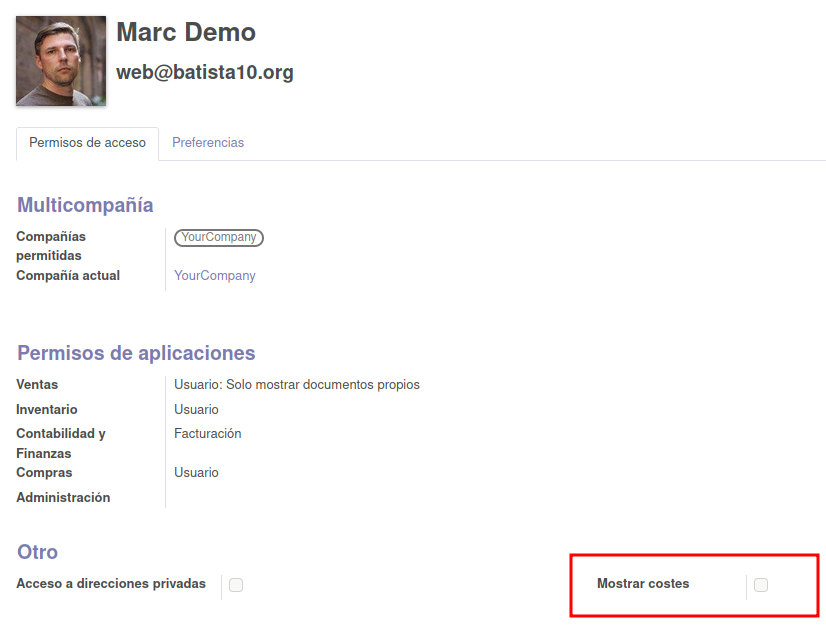 Marc Demo
web@batista10.org
Permisos de acceso Preferencias
Multicompañía
Compañías permitidas YourCompany
Compañía actual YourCompany
Permisos de aplicaciones
Ventas Usuario: Solo mostrar documentos propios
Inventario Usuario
Contabilidad y Finanzas Facturación
Compras Usuario
Administración
Otro
Acceso a direcciones privadas Mostrar costes